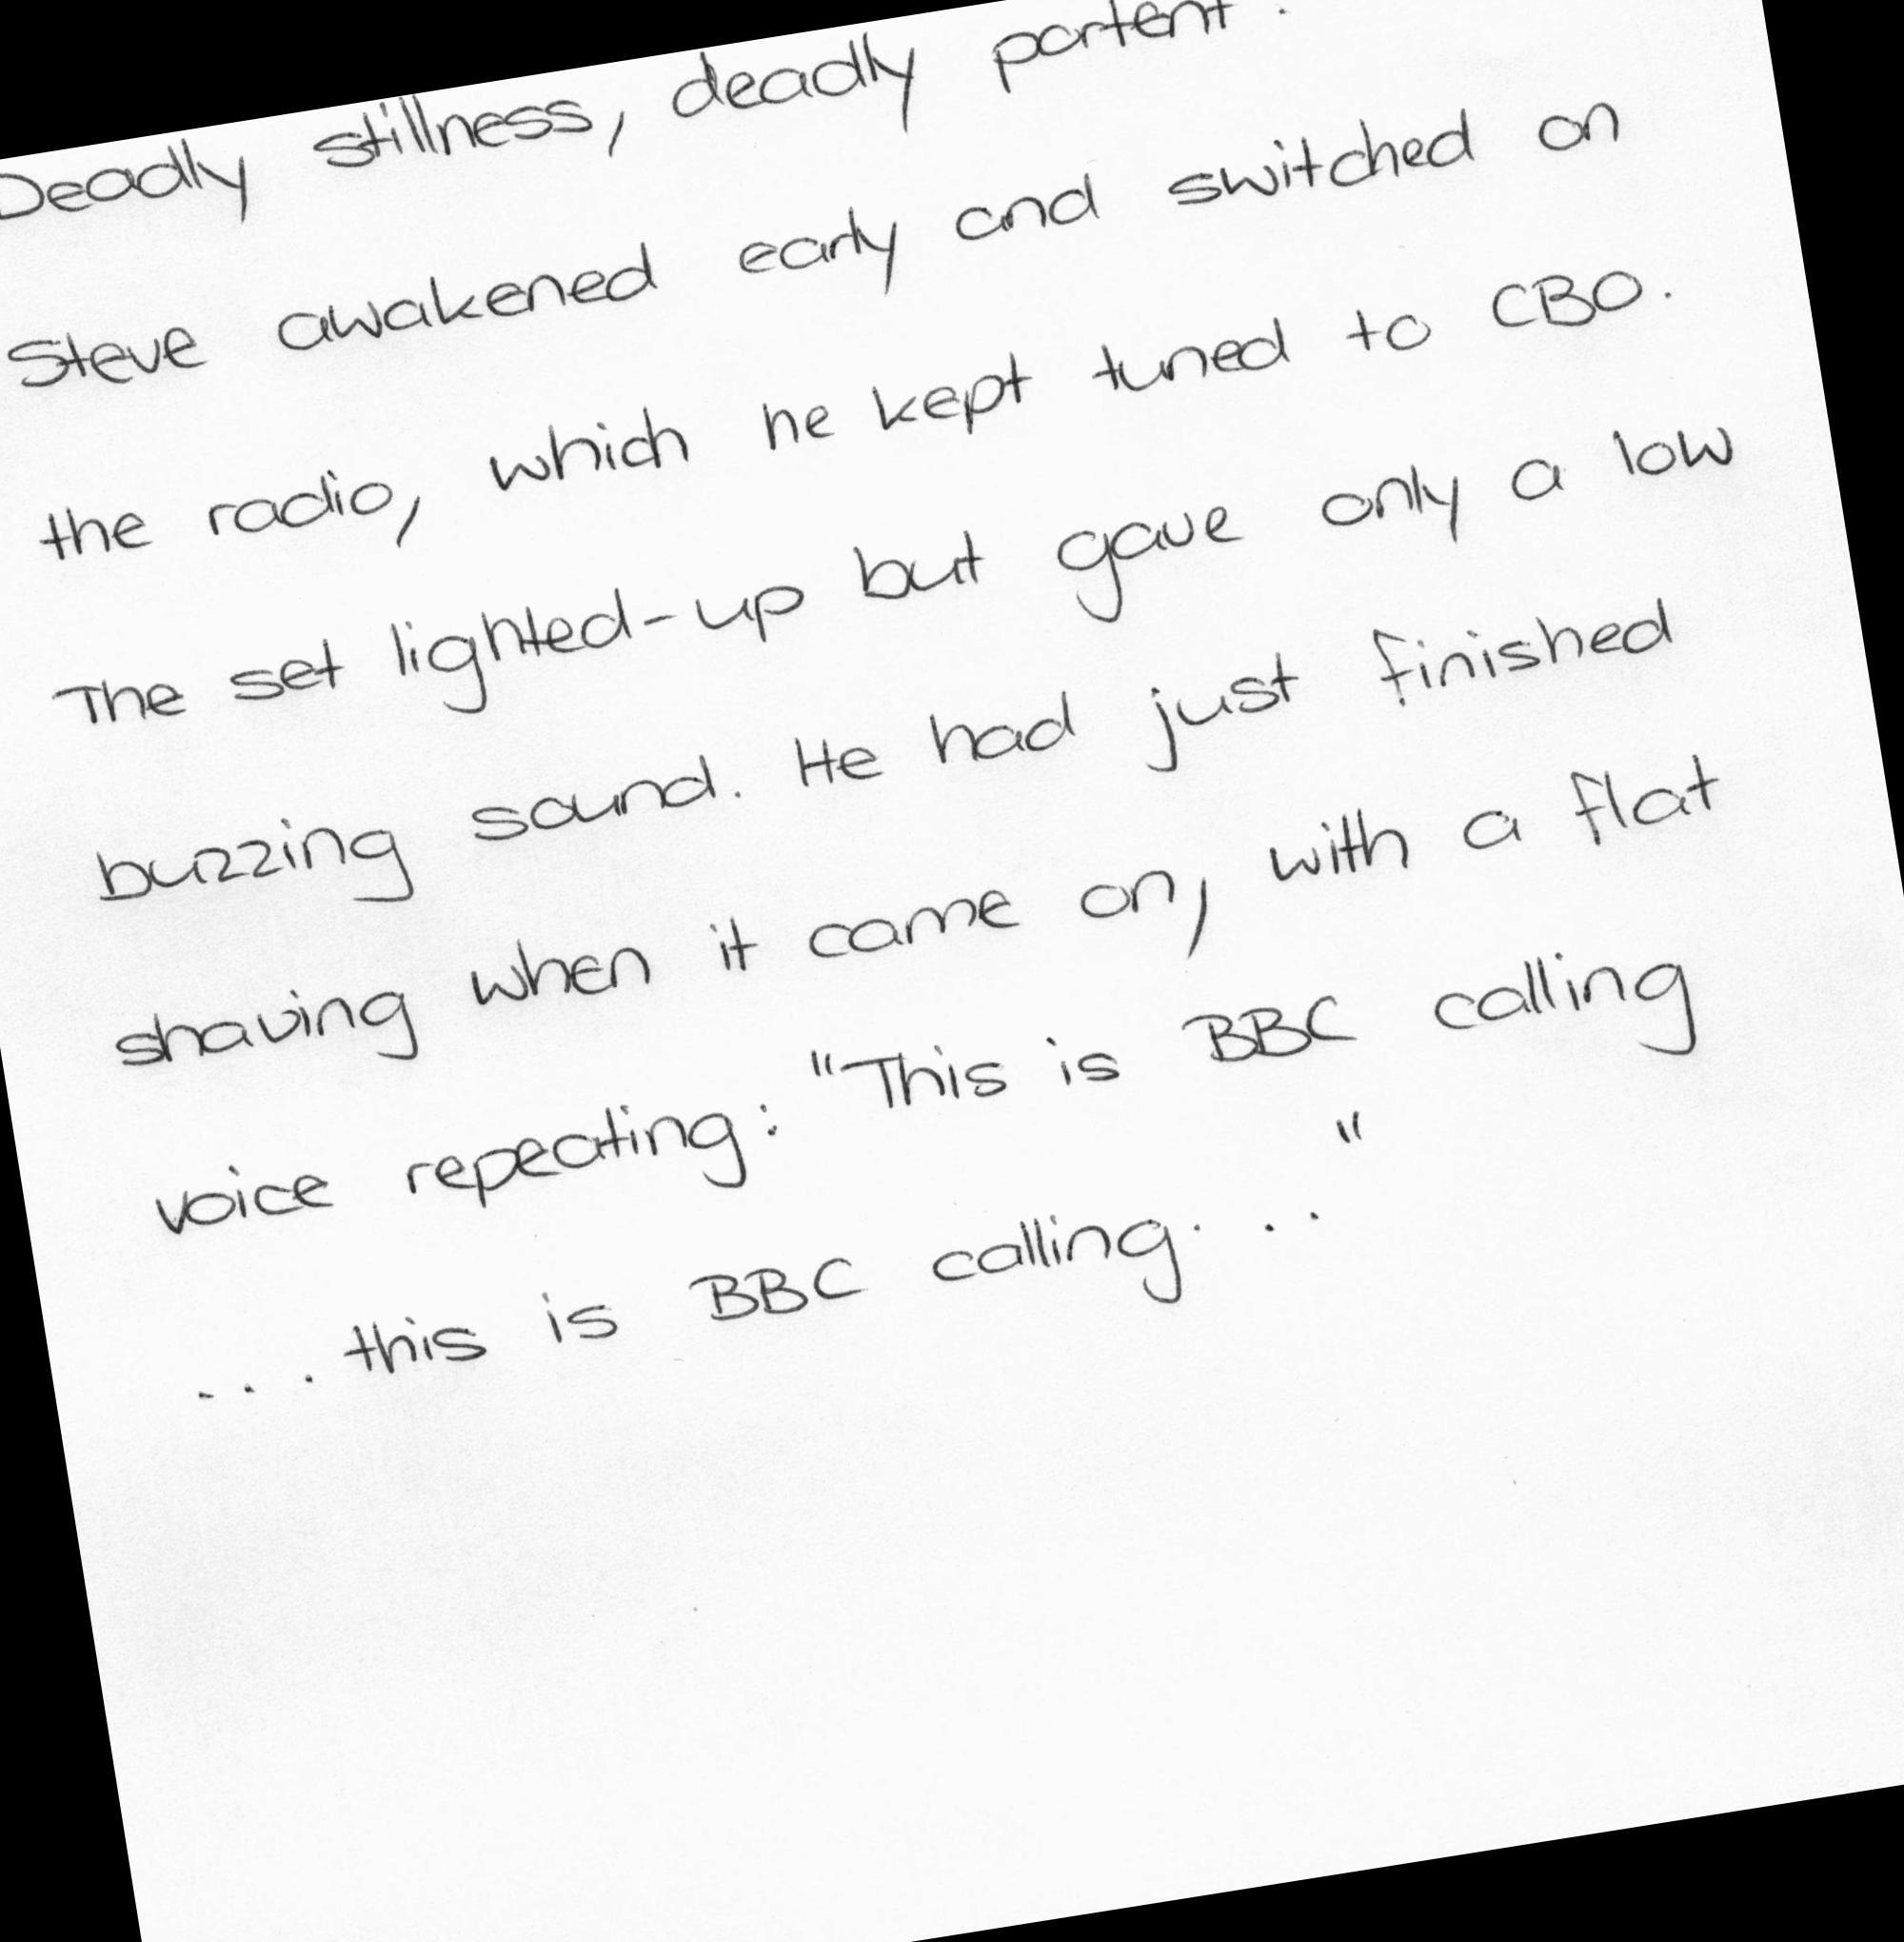 Deadly stillness, deadly portent.
Steve awakened early and switched on
the radio, which he kept tuned to CBO.
The set lighted-up but gave only a low
buzzing sound. He had just finished
shaving when it came on, with a flat
voice repeating: "This is BBC calling
... this is BBC calling..."